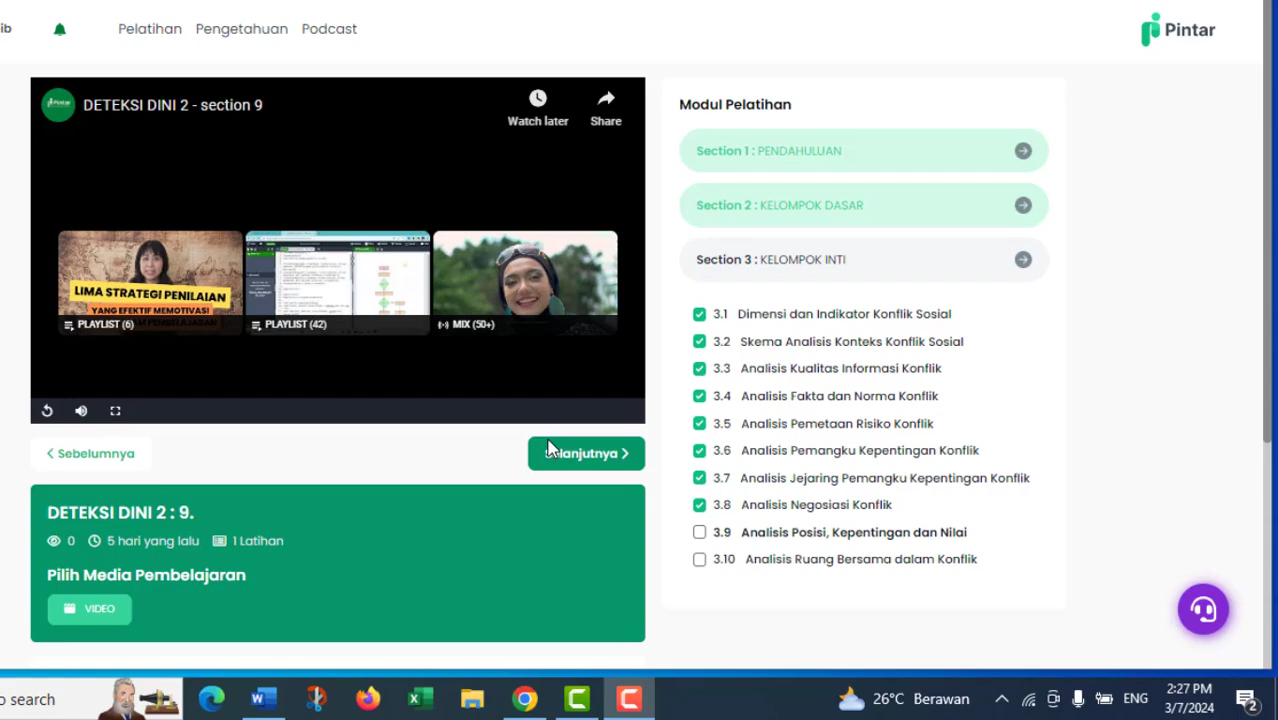 ib
Pelatihan Pengetahuan Podcast
Pintar
Pintar
DETEKSI DINI 2 - section 9
Watch later
Share
LIMA STRATEGI PENILAIAN
YANG EFEKTIF MEMOTIVASI
PEMBELAJARAN
PLAYLIST (6)
PLAYLIST (42)
MIX (50+)
Sebelumnya
lanjutnya
DETEKSI DINI 2 : 9.
0 5 hari yang lalu 1 Latihan
Pilih Media Pembelajaran
VIDEO
Modul Pelatihan
Section 1 : PENDAHULUAN
Section 2 : KELOMPOK DASAR
Section 3 : KELOMPOK INTI
3.1 Dimensi dan Indikator Konflik Sosial
3.2 Skema Analisis Konteks Konflik Sosial
3.3 Analisis Kualitas Informasi Konflik
3.4 Analisis Fakta dan Norma Konflik
3.5 Analisis Pemetaan Risiko Konflik
3.6 Analisis Pemangku Kepentingan Konflik
3.7 Analisis Jejaring Pemangku Kepentingan Konflik
3.8 Analisis Negosiasi Konflik
3.9 Analisis Posisi, Kepentingan dan Nilai
3.10 Analisis Ruang Bersama dalam Konflik
o search
26°C Berawan
ENG
2:27 PM
3/7/2024
2